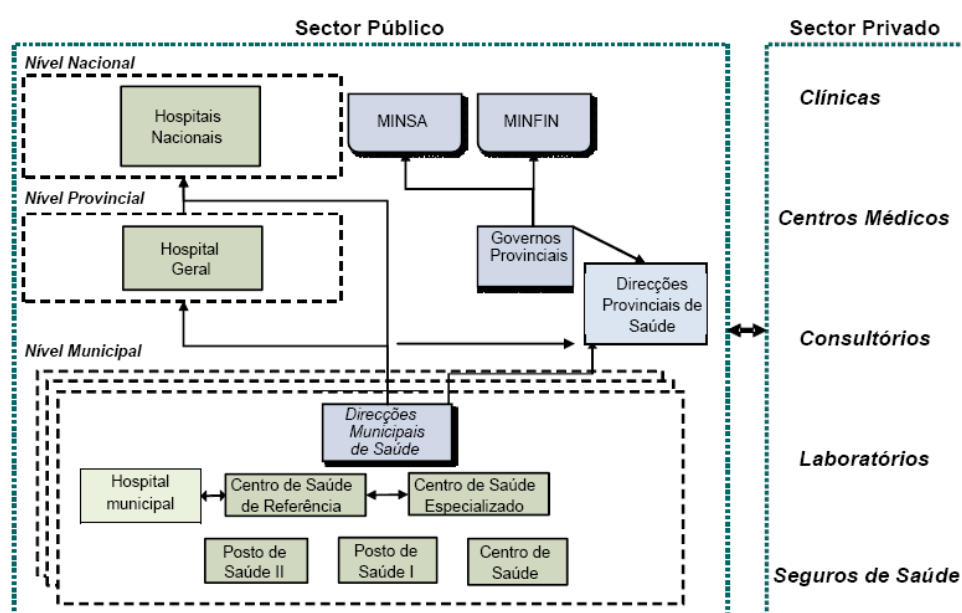 Sector Público
Sector Privado
Nível Nacional
Hospitais
Nacionais
MINSA
MINFIN
Clínicas
Nível Provincial
Hospital
Geral
Governos
Provinciais
Direcções
Provinciais de
Saúde
Centros Médicos
Consultórios
Nível Municipal
Direcções
Municipais
de Saúde
Hospital
municipal
Centro de Saúde
de Referência
Centro de Saúde
Especializado
Laboratórios
Posto de
Saúde II
Posto de
Saúde I
Centro de
Saúde
Seguros de Saúde